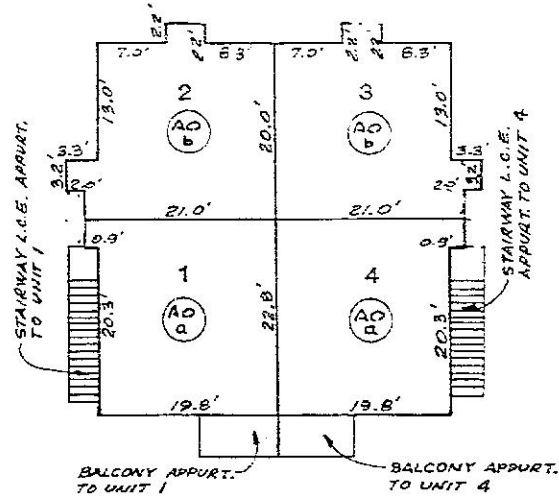 2.2'
2.2'
2.2'
2.2
7.0'
8.3'
7.0'
8.3'
2
3
13.0'
20.0'
13.0'
AO
b
AO
b
3.3'
3.3'
3.2'
3.2'
2.6'
2.6'
21.0'
21.0'
0.9'
0.9'
STAIRWAY L.C.E. APPURT.
TO UNIT 1
STAIRWAY L.C.E.
APPURT. TO UNIT 4
1
4
22.8'
20.3'
20.3'
AO
a
AO
a
19.8'
19.8'
BALCONY APPURT.
TO UNIT 1
BALCONY APPURT.
TO UNIT 4